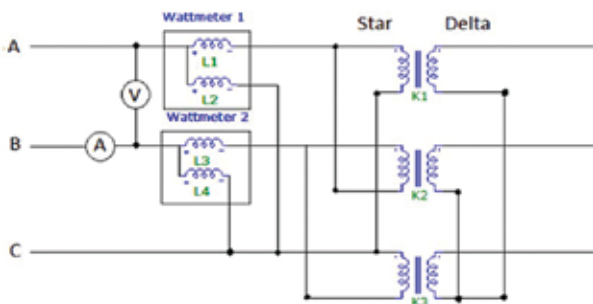 Wattmeter 1
Star Delta
A
L1
L2
K1
V
Wattmeter 2
B
A
L3
L4
K2
C
K3